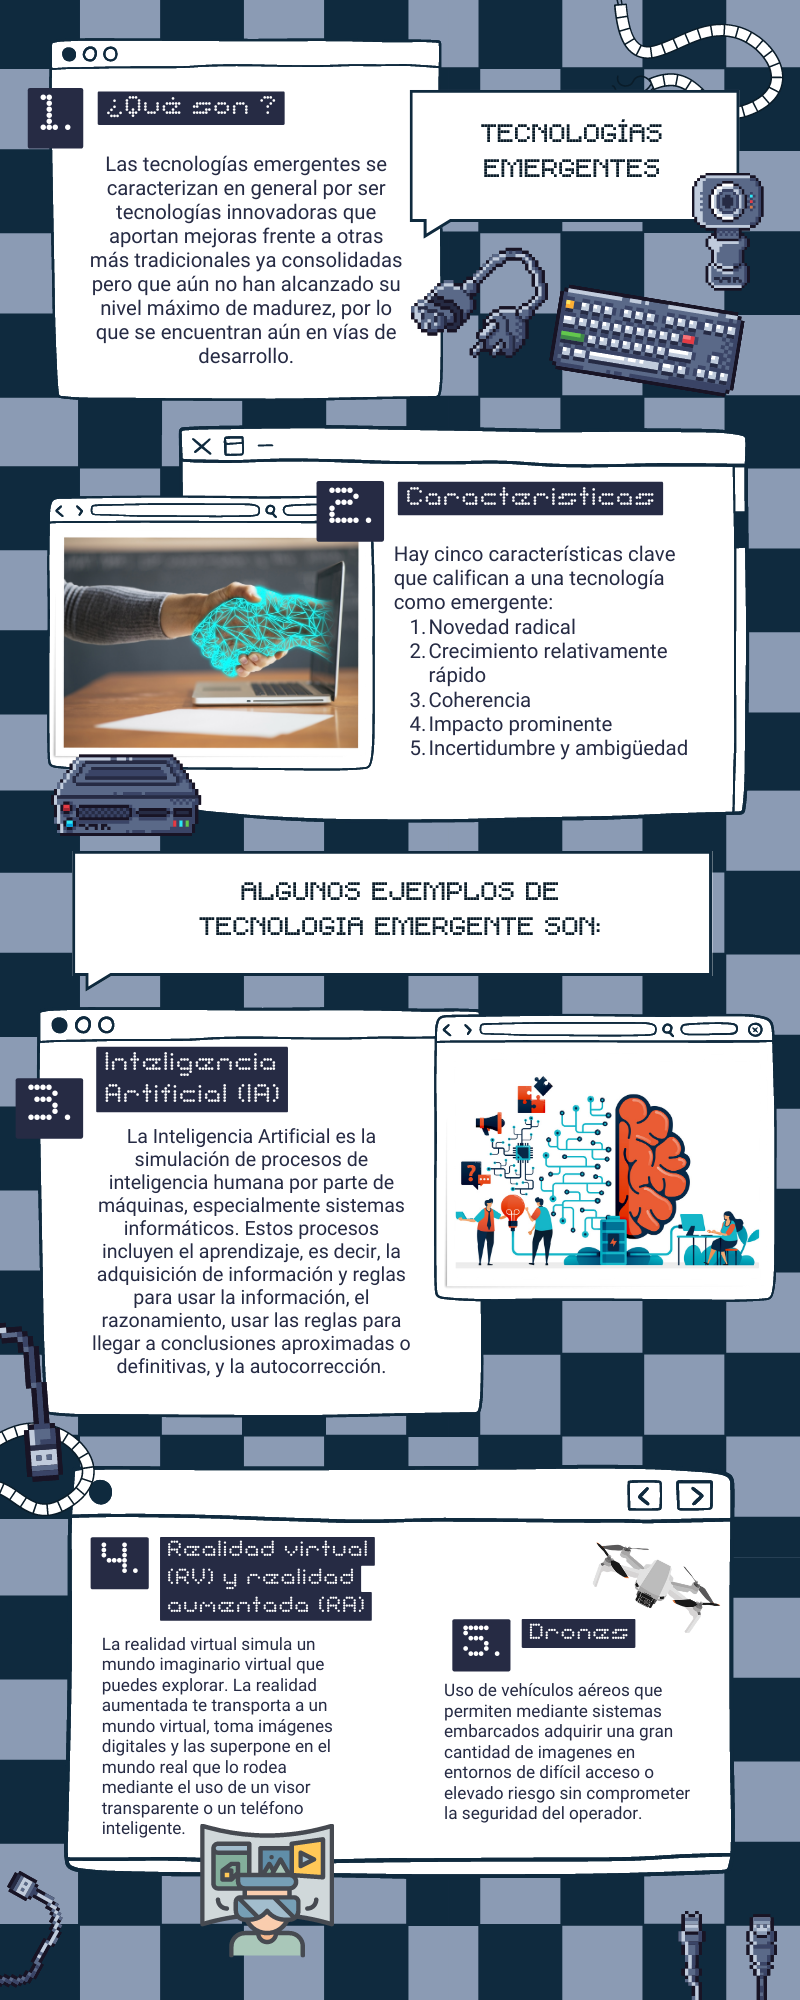 1.
¿Qué son ?
TECNOLOGÍAS
EMERGENTES
Las tecnologías emergentes se
caracterizan en general por ser
tecnologías innovadoras que
aportan mejoras frente a otras
más tradicionales ya consolidadas
pero que aún no han alcanzado su
nivel máximo de madurez, por lo
que se encuentran aún en vías de
desarrollo.
2.
Caracteristicas
Hay cinco características clave
que califican a una tecnología
como emergente:
1. Novedad radical
2. Crecimiento relativamente
rápido
3. Coherencia
4. Impacto prominente
5. Incertidumbre y ambigüedad
ALGUNOS EJEMPLOS DE
TECNOLOGIA EMERGENTE SON:
3.
Inteligencia
Artificial (IA)
La Inteligencia Artificial es la
simulación de procesos de
inteligencia humana por parte de
máquinas, especialmente sistemas
informáticos. Estos procesos
incluyen el aprendizaje, es decir, la
adquisición de información y reglas
para usar la información, el
razonamiento, usar las reglas para
llegar a conclusiones aproximadas o
definitivas, y la autocorrección.
?
4.
Realidad virtual
(RV) y realidad
aumentada (RA)
La realidad virtual simula un
mundo imaginario virtual que
puedes explorar. La realidad
aumentada te transporta a un
mundo virtual, toma imágenes
digitales y las superpone en el
mundo real que lo rodea
mediante el uso de un visor
transparente o un teléfono
inteligente.
5.
Drones
Uso de vehículos aéreos que
permiten mediante sistemas
embarcados adquirir una gran
cantidad de imagenes en
entornos de difícil acceso o
elevado riesgo sin comprometer
la seguridad del operador.